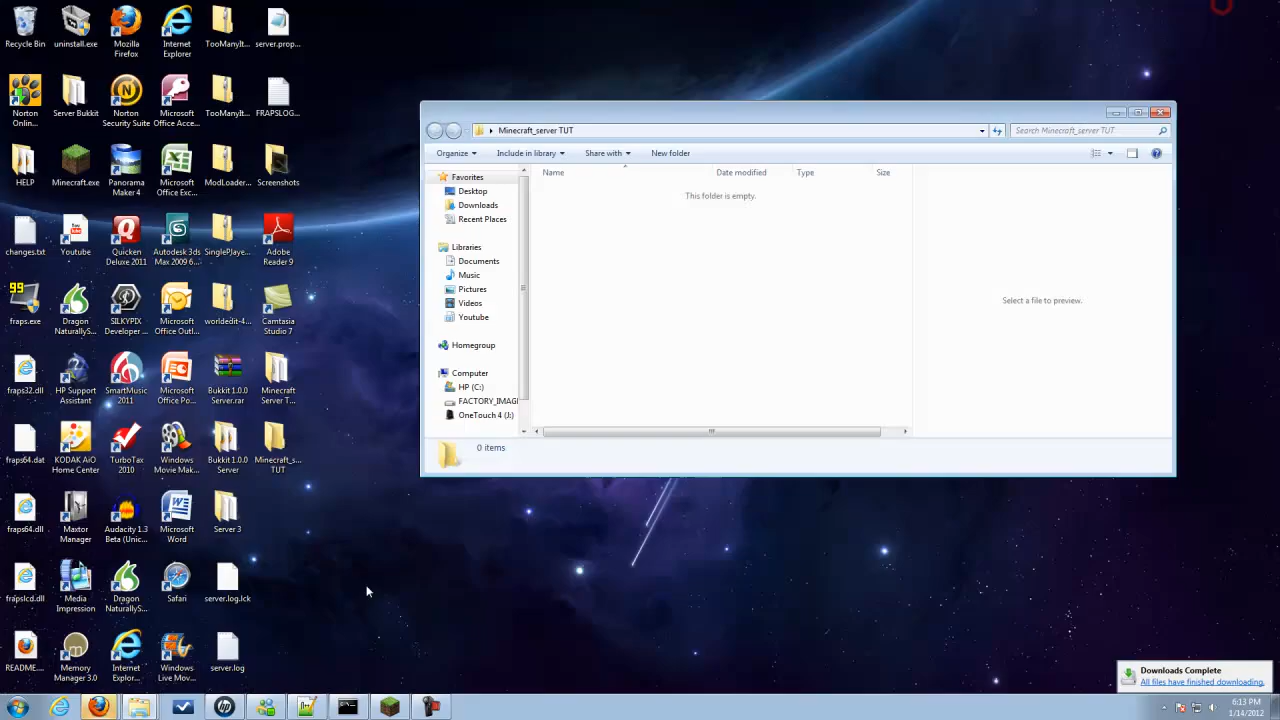 Recycle Bin
uninstall.exe
Mozilla
Firefox
Internet
Explorer
TooManyIt...
server.prop...
Norton
Online...
Server Bukkit
Norton
Security Suite
Microsoft
Office Acce...
TooManyIt...
FRAPSLOG...
HELP
Minecraft.exe
Panorama
Maker 4
Microsoft
Office Exc...
ModLoader...
Screenshots
changes.txt
Youtube
Quicken
Deluxe 2011
Autodesk 3ds
Max 2009 6...
SinglePlaye...
Adobe
Reader 9
99
fraps.exe
Dragon
NaturallyS...
SILKYPIX
Developer ...
Microsoft
Office Outl...
worldedit-4...
Camtasia
Studio 7
fraps32.dll
HP Support
Assistant
SmartMusic
2011
Microsoft
Office Po...
Bukkit 1.0.0
Server.rar
Minecraft
Server T...
fraps64.dat
KODAK AiO
Home Center
TurboTax
2010
Windows
Movie Mak...
Bukkit 1.0.0
Server
Minecraft_s...
TUT
fraps64.dll
Maxtor
Manager
Audacity 1.3
Beta (Unic...
Microsoft
Word
Server 3
frapslcd.dll
Media
Impression
Dragon
NaturallyS...
Safari
server.log.lck
README....
Memory
Manager 3.0
Internet
Explor...
Windows
Live Mov...
server.log
Minecraft_server TUT
Search Minecraft_server TUT
Organize
Include in library
Share with
New folder
Favorites
Desktop
Downloads
Recent Places
Libraries
Documents
Music
Pictures
Videos
Youtube
Homegroup
Computer
HP (C:)
FACTORY_IMAG
OneTouch 4 (J:)
Name
Date modified
Type
Size
This folder is empty.
Select a file to preview.
0 items
Downloads Complete
All files have finished downloading.
6:13 PM
1/14/2012